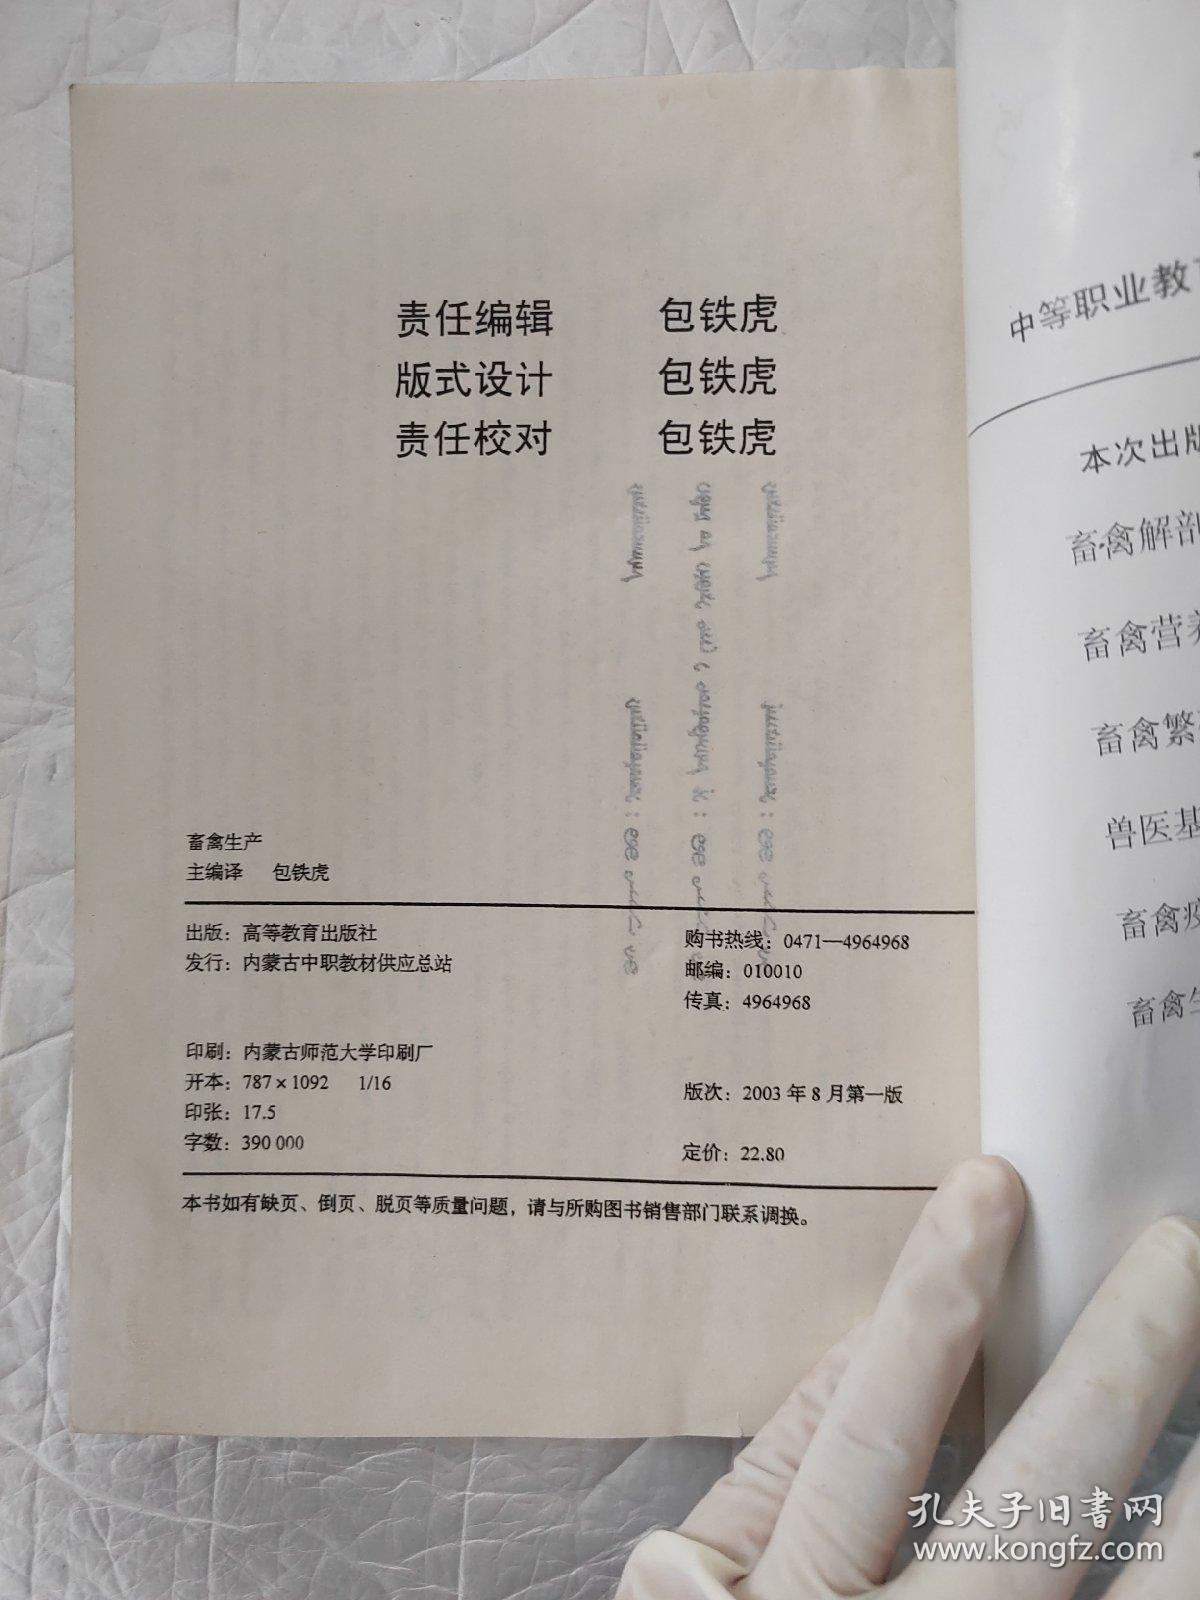 责任编辑 包铁虎
版式设计 包铁虎
责任校对 包铁虎
畜禽生产
主编译 包铁虎
出版：高等教育出版社
发行：内蒙古中职教材供应总站
购书热线：0471—4964968
邮编：010010
传真：4964968
印刷：内蒙古师范大学印刷厂
开本：787×1092 1/16
印张：17.5
字数：390 000
版次：2003年8月第一版
定价：22.80
本书如有缺页、倒页、脱页等质量问题，请与所购图书销售部门联系调换。
中等职业教
本次出版
畜禽解剖
畜禽营养
畜禽繁
兽医基
畜禽疫
畜禽生
孔夫子旧书网
www.kongfz.com